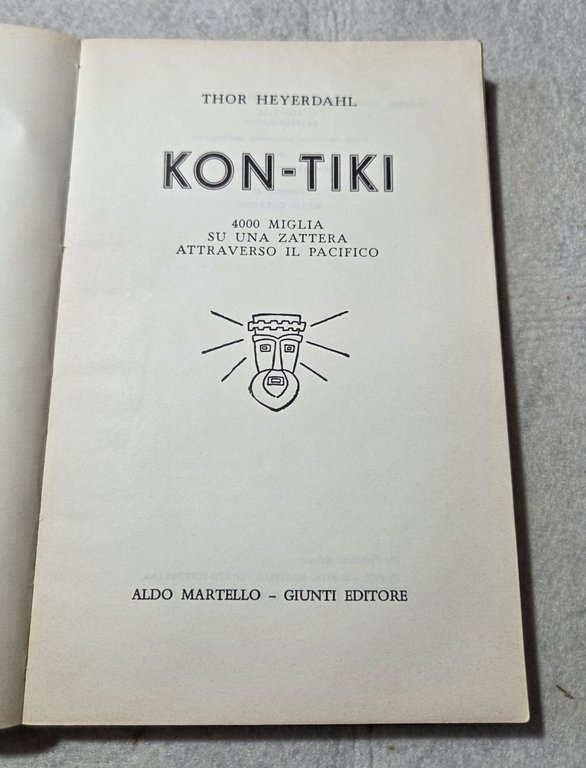 THOR HEYERDAHL
KON-TIKI
4000 MIGLIA
SU UNA ZATTERA
ATTRAVERSO IL PACIFICO
ALDO MARTELLO – GIUNTI EDITORE